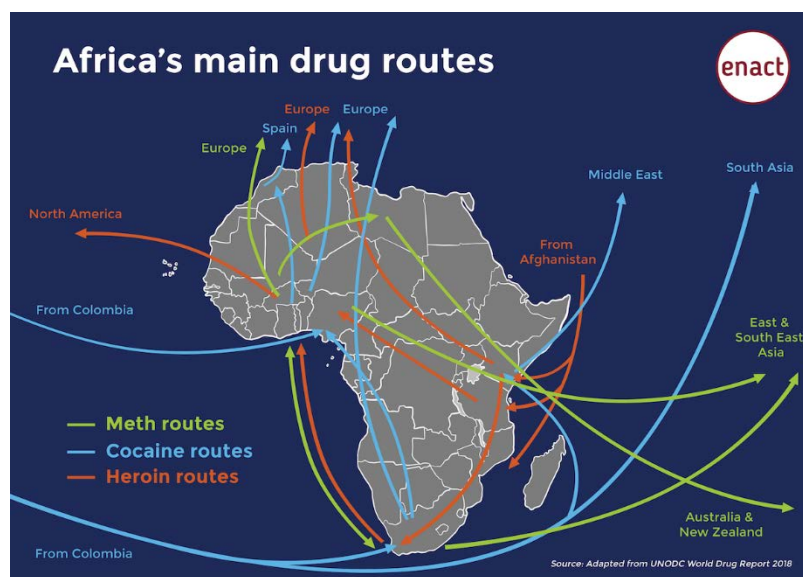 Africa's main drug routes
enact
Europe
Europe
Spain
Europe
North America
Middle East
South Asia
From
Afghanistan
From Colombia
East &
South East
Asia
Meth routes
Cocaine routes
Heroin routes
Australia &
New Zealand
From Colombia
Source: Adapted from UNODC World Drug Report 2018